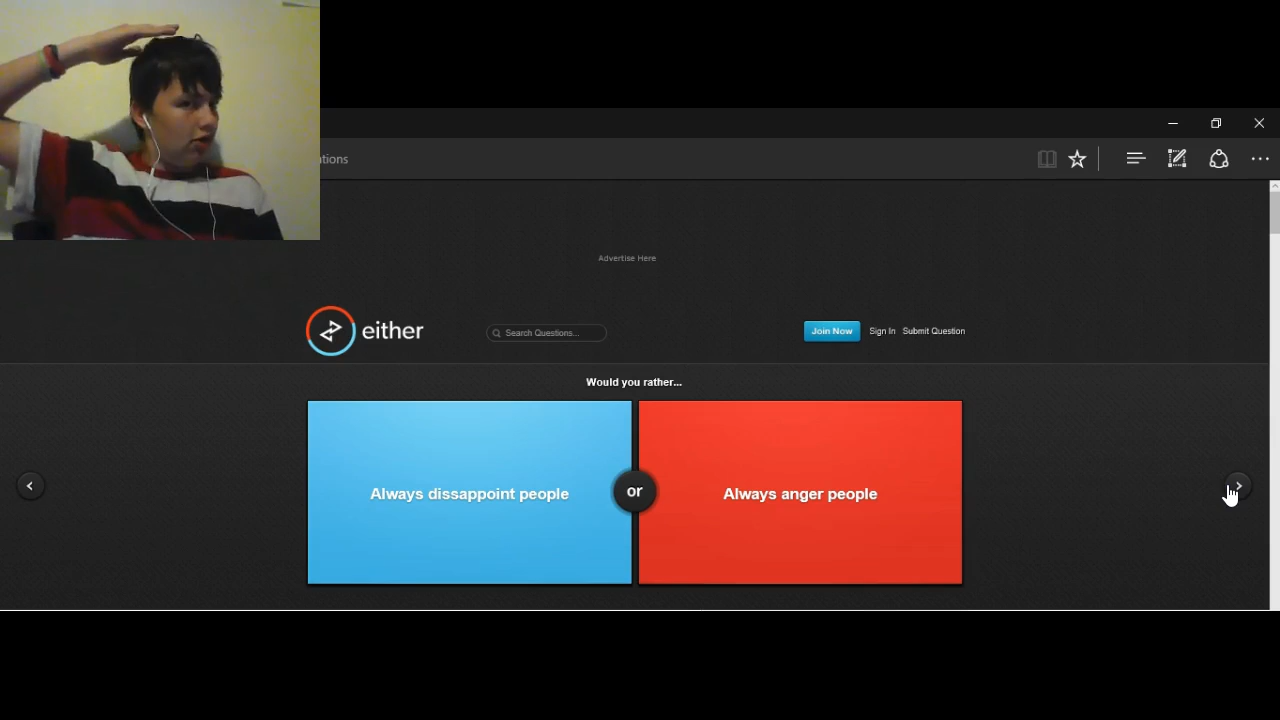 ations
Advertise Here
either
Search Questions...
Join Now
Sign In
Submit Question
Would you rather...
Always dissappoint people
or
Always anger people